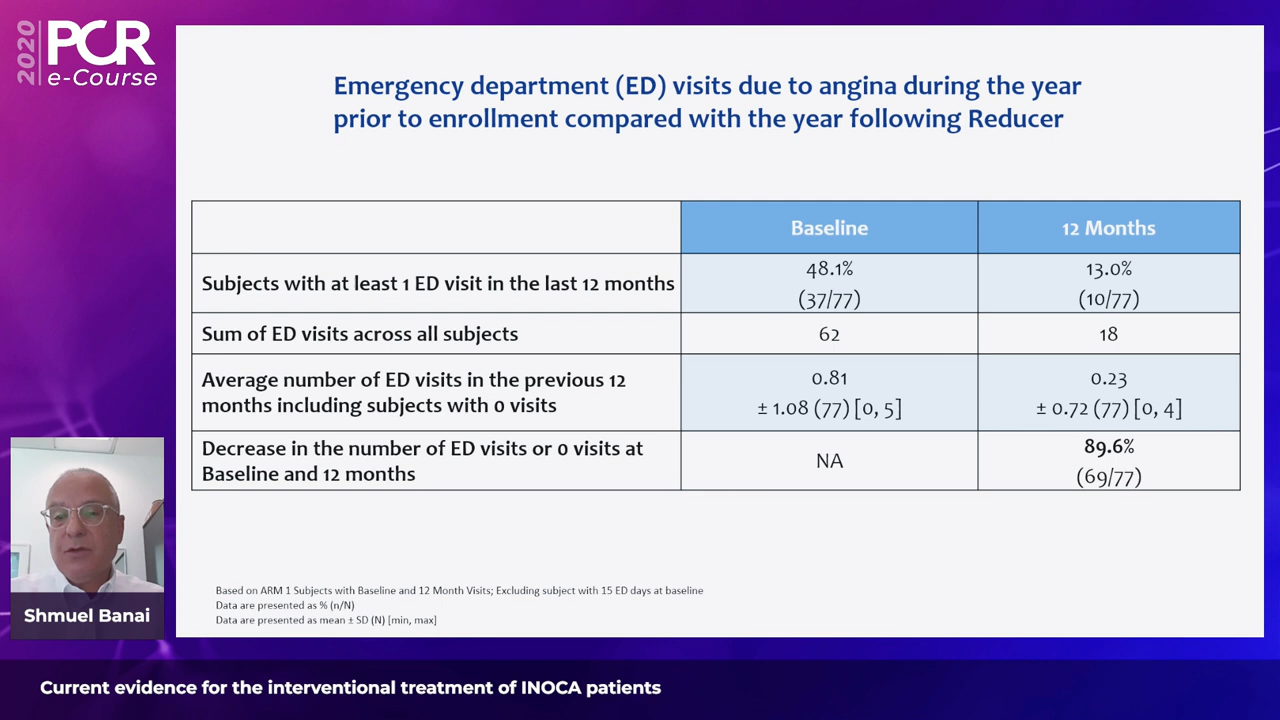 2020
PCR
e-Course
Emergency department (ED) visits due to angina during the year
prior to enrollment compared with the year following Reducer
Baseline
12 Months
Subjects with at least 1 ED visit in the last 12 months
48.1%
(37/77)
13.0%
(10/77)
Sum of ED visits across all subjects
62
18
Average number of ED visits in the previous 12
months including subjects with 0 visits
0.81
± 1.08 (77) [0, 5]
0.23
± 0.72 (77) [0, 4]
Decrease in the number of ED visits or 0 visits at
Baseline and 12 months
NA
89.6%
(69/77)
Based on ARM 1 Subjects with Baseline and 12 Month Visits; Excluding subject with 15 ED days at baseline
Data are presented as % (n/N)
Data are presented as mean ± SD (N) [min, max]
Shmuel Banai
Current evidence for the interventional treatment of INOCA patients